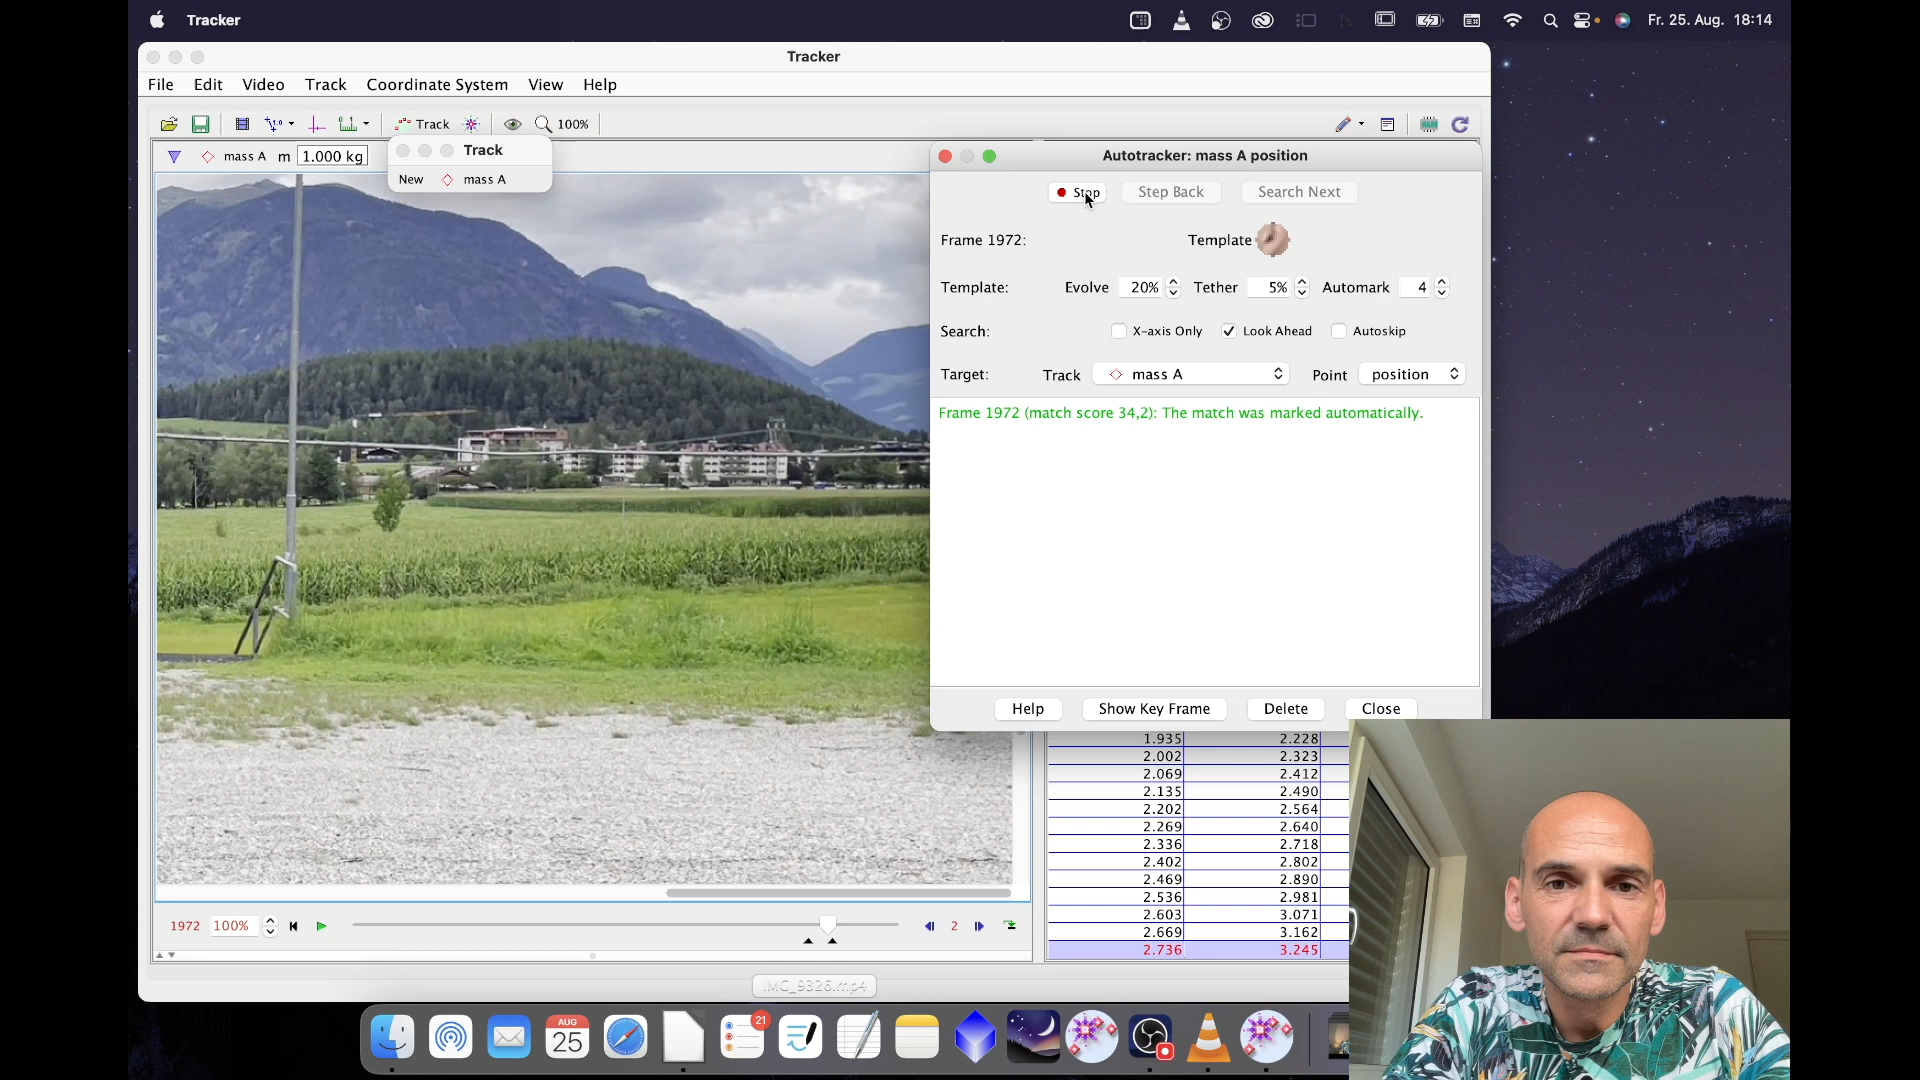 Tracker
Fr. 25. Aug. 18:14
Tracker
File Edit Video Track Coordinate System View Help
Track 100%
mass A m 1.000 kg
Track
New mass A
Autotracker: mass A position
Stop Step Back Search Next
Frame 1972: Template
Template: Evolve 20% Tether 5% Automark 4
Search: X-axis Only Look Ahead Autoskip
Target: Track mass A Point position
Frame 1972 (match score 34,2): The match was marked automatically.
Help Show Key Frame Delete Close
1.935 2.228
2.002 2.323
2.069 2.412
2.135 2.490
2.202 2.564
2.269 2.640
2.336 2.718
2.402 2.802
2.469 2.890
2.536 2.981
2.603 3.071
2.669 3.162
2.736 3.245
1972 100% 2
IMG_9326.mp4
AUG
25
21